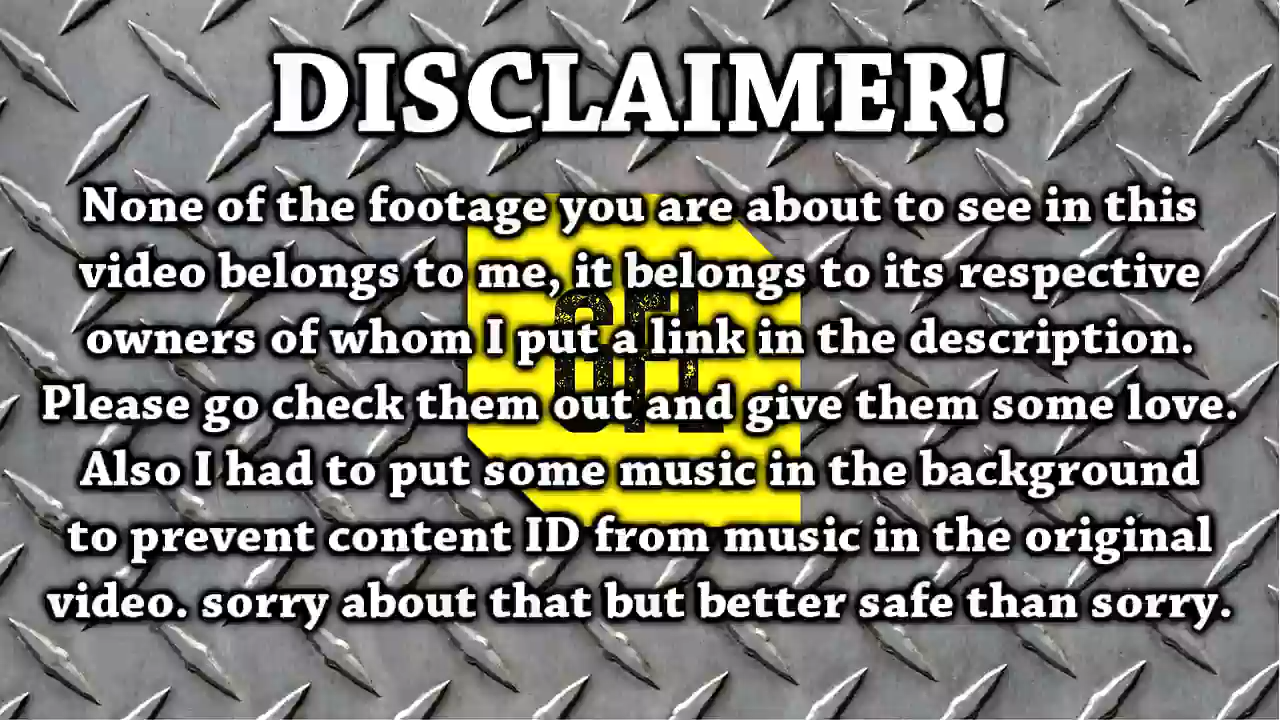 DISCLAIMER!
None of the footage you are about to see in this
video belongs to me, it belongs to its respective
owners of whom I put a link in the description.
Please go check them out and give them some love.
Also I had to put some music in the background
to prevent content ID from music in the original
video. sorry about that but better safe than sorry.